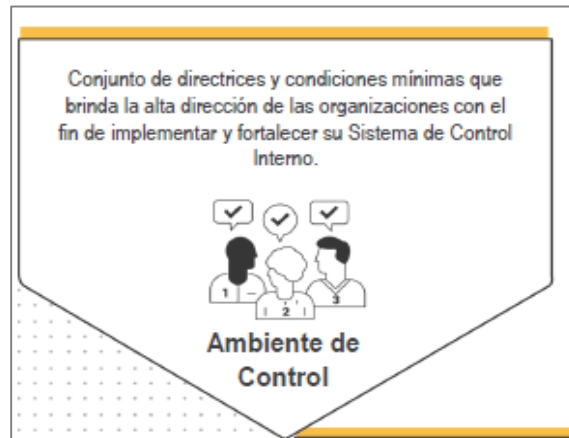 Conjunto de directrices y condiciones mínimas que
brinda la alta dirección de las organizaciones con el
fin de implementar y fortalecer su Sistema de Control
Interno.
1
2
3
Ambiente de
Control